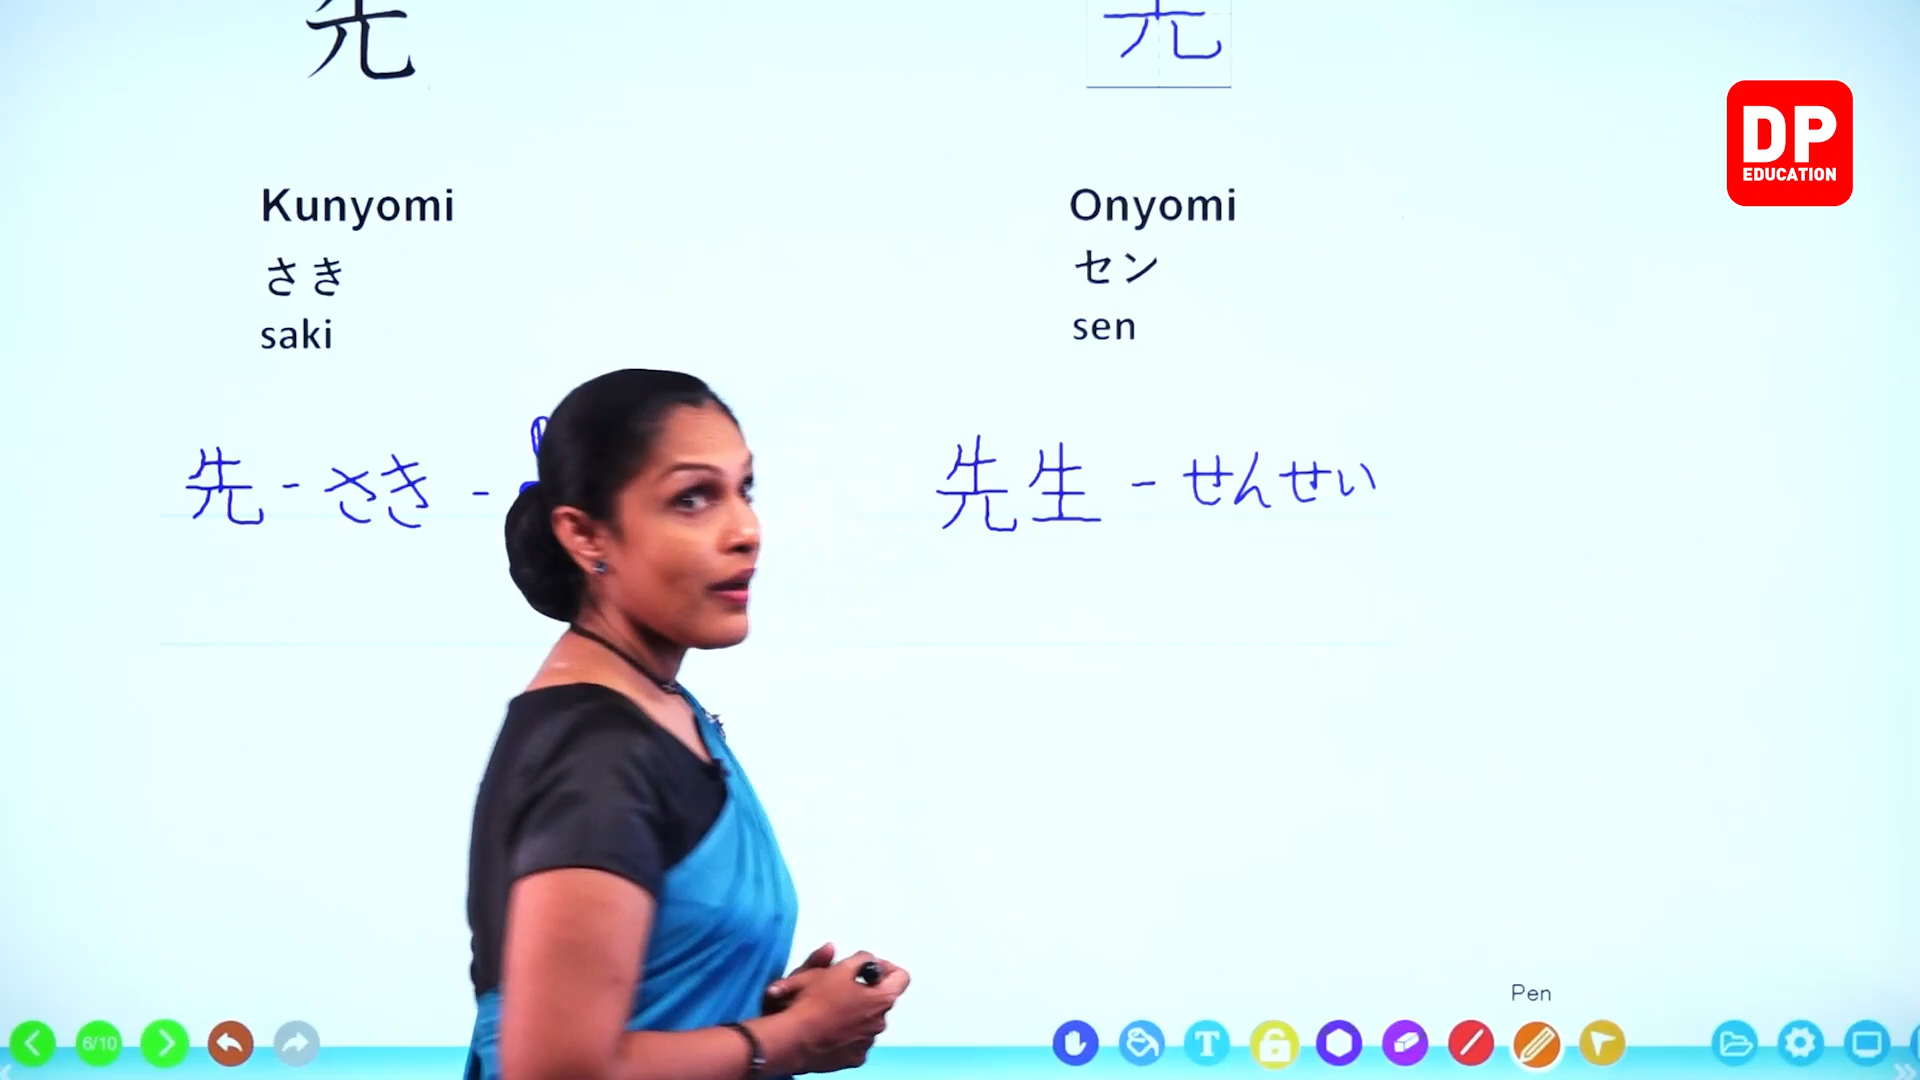 先
先
DP
EDUCATION
Kunyomi
さき
saki
Onyomi
セン
sen
先 - さき -
先生 - せんせい
Pen
6/10
T